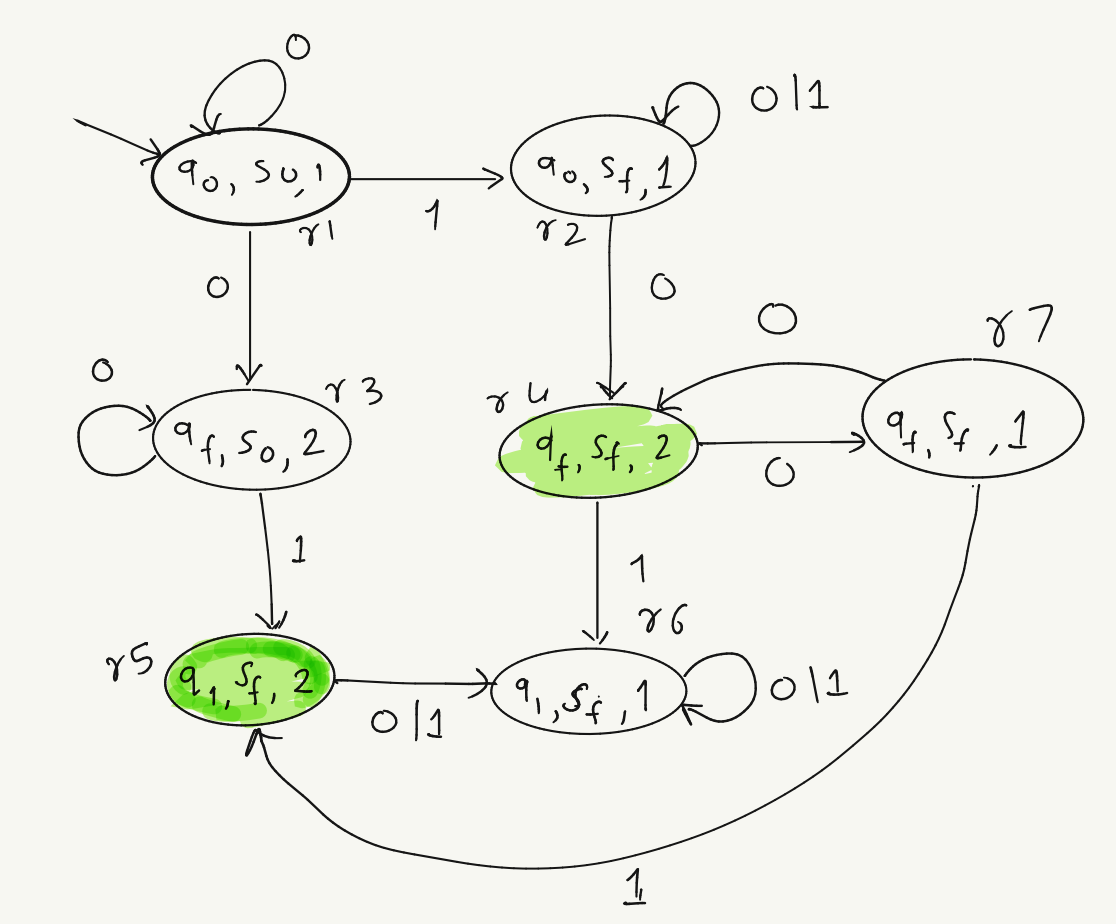 0
0|1
q0, s0, 1
q0, sf, 1
r1
1
r2
0
0
0
r7
0
r3
r4
qf, s0, 2
qf, sf, 2
qf, sf, 1
0
1
1
r6
r5
q1, sf, 2
q1, sf, 1
0|1
0|1
1